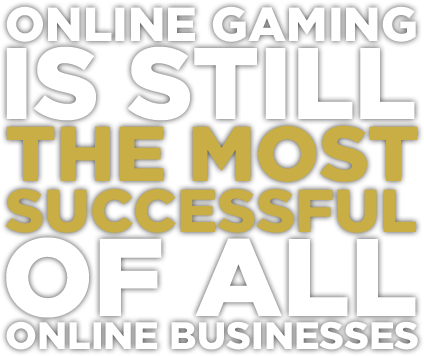 ONLINE GAMING
IS STILL
THE MOST
SUCCESSFUL
OF ALL
ONLINE BUSINESSES